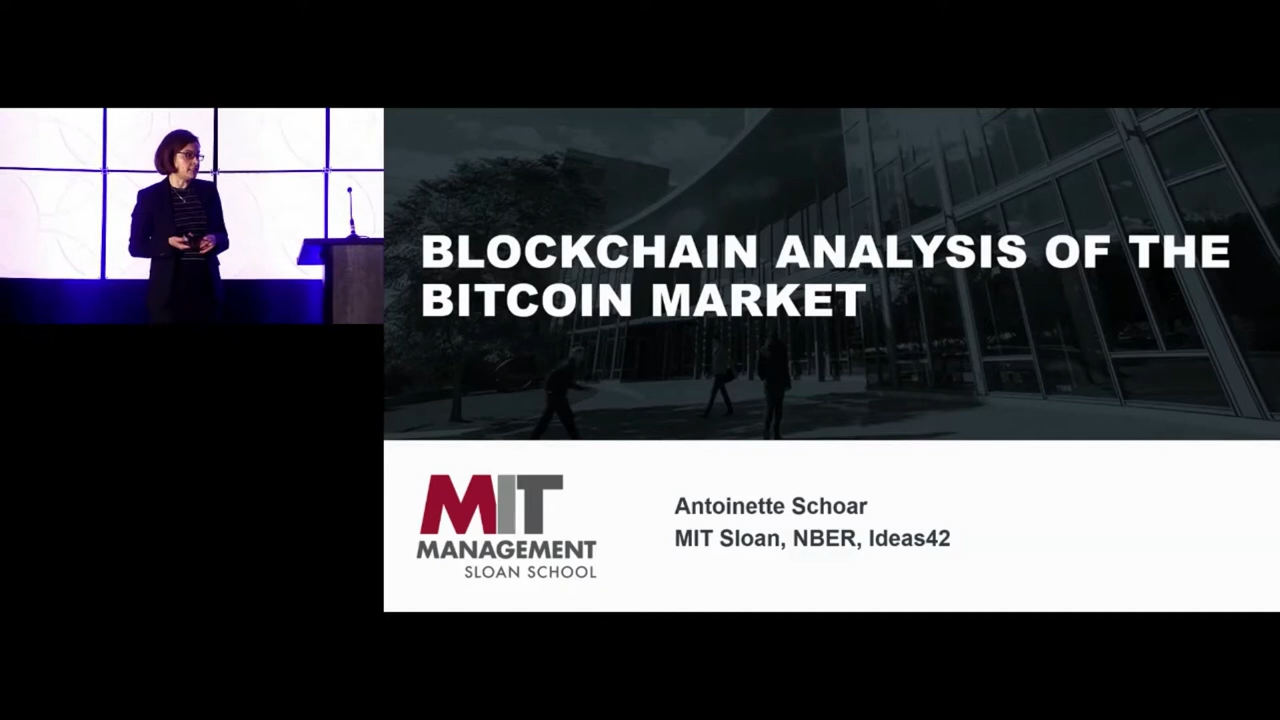 BLOCKCHAIN ANALYSIS OF THE
BITCOIN MARKET
MIT
MANAGEMENT
SLOAN SCHOOL
Antoinette Schoar
MIT Sloan, NBER, Ideas42